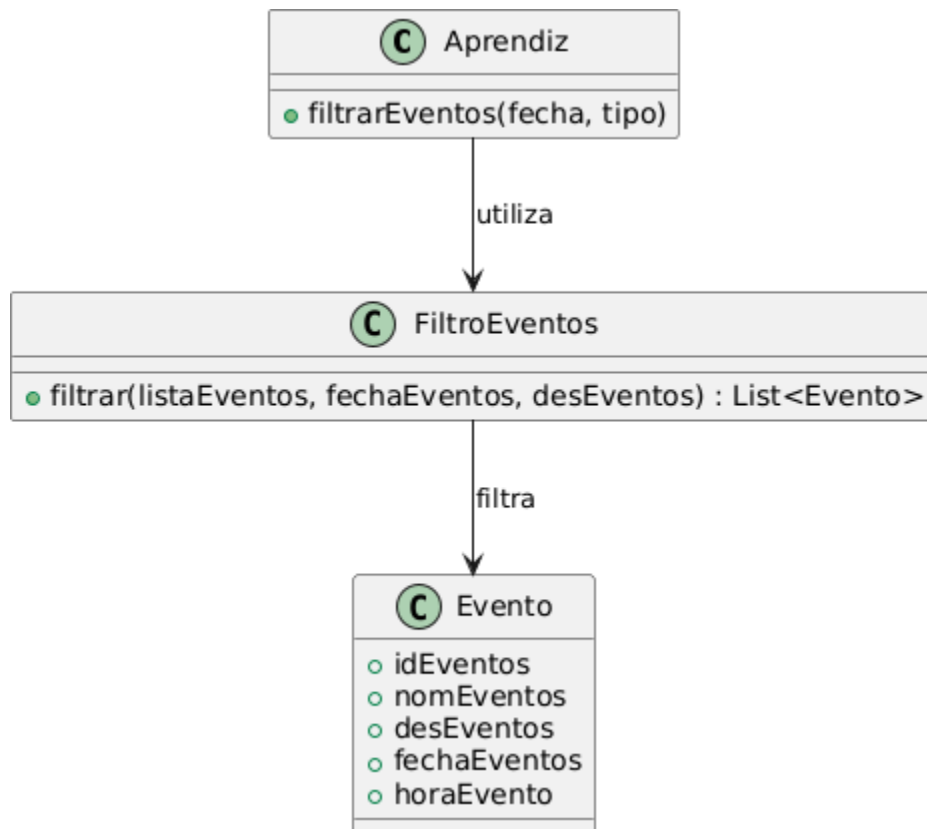 C Aprendiz
filtrarEventos(fecha, tipo)
utiliza
C FiltroEventos
filtrar(listaEventos, fechaEventos, desEventos) : List<Evento>
filtra
C Evento
idEventos
nomEventos
desEventos
fechaEventos
horaEvento